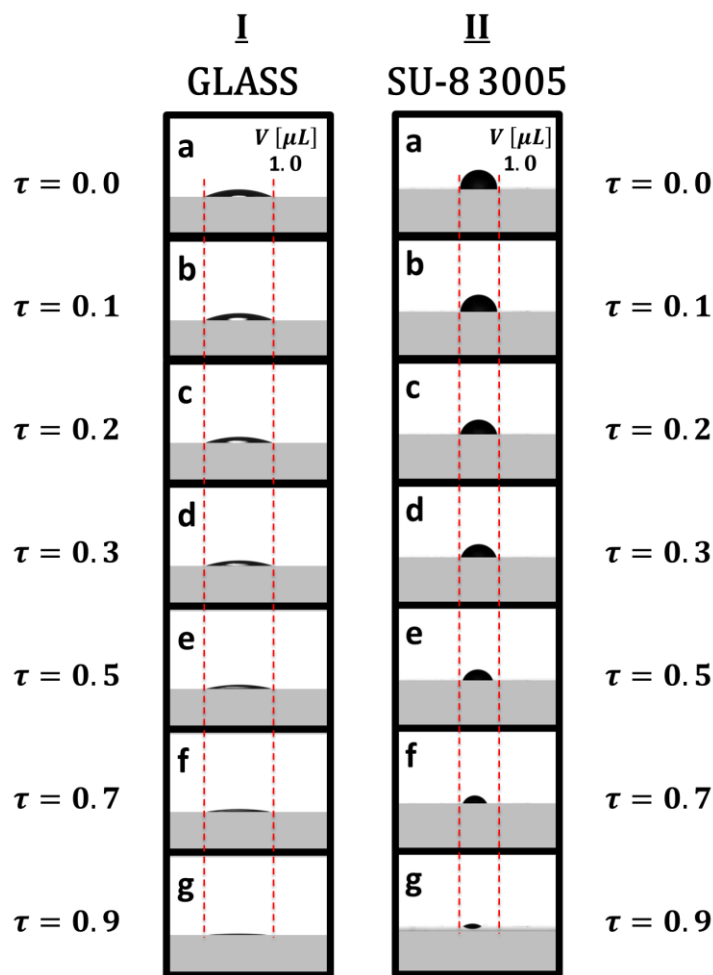 I II
GLASS SU-8 3005
a V [μL] a V [μL]
1.0 1.0
τ = 0.0 τ = 0.0
b b
τ = 0.1 τ = 0.1
c c
τ = 0.2 τ = 0.2
d d
τ = 0.3 τ = 0.3
e e
τ = 0.5 τ = 0.5
f f
τ = 0.7 τ = 0.7
g g
τ = 0.9 τ = 0.9